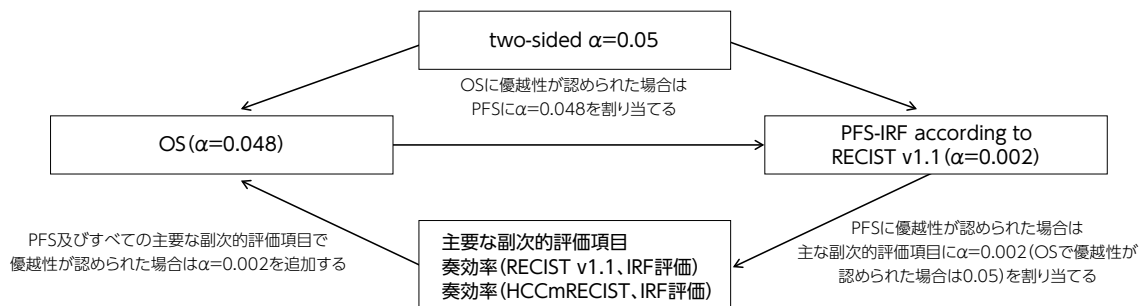 two-sided α=0.05
OSに優越性が認められた場合は
PFSにα=0.048を割り当てる
OS(α=0.048)
PFS-IRF according to
RECIST v1.1(α=0.002)
PFS及びすべての主要な副次的評価項目で
優越性が認められた場合はα=0.002を追加する
主要な副次的評価項目
奏効率(RECIST v1.1、IRF評価)
奏効率(HCCmRECIST、IRF評価)
PFSに優越性が認められた場合は
主な副次的評価項目にα=0.002(OSで優越性が
認められた場合は0.05)を割り当てる